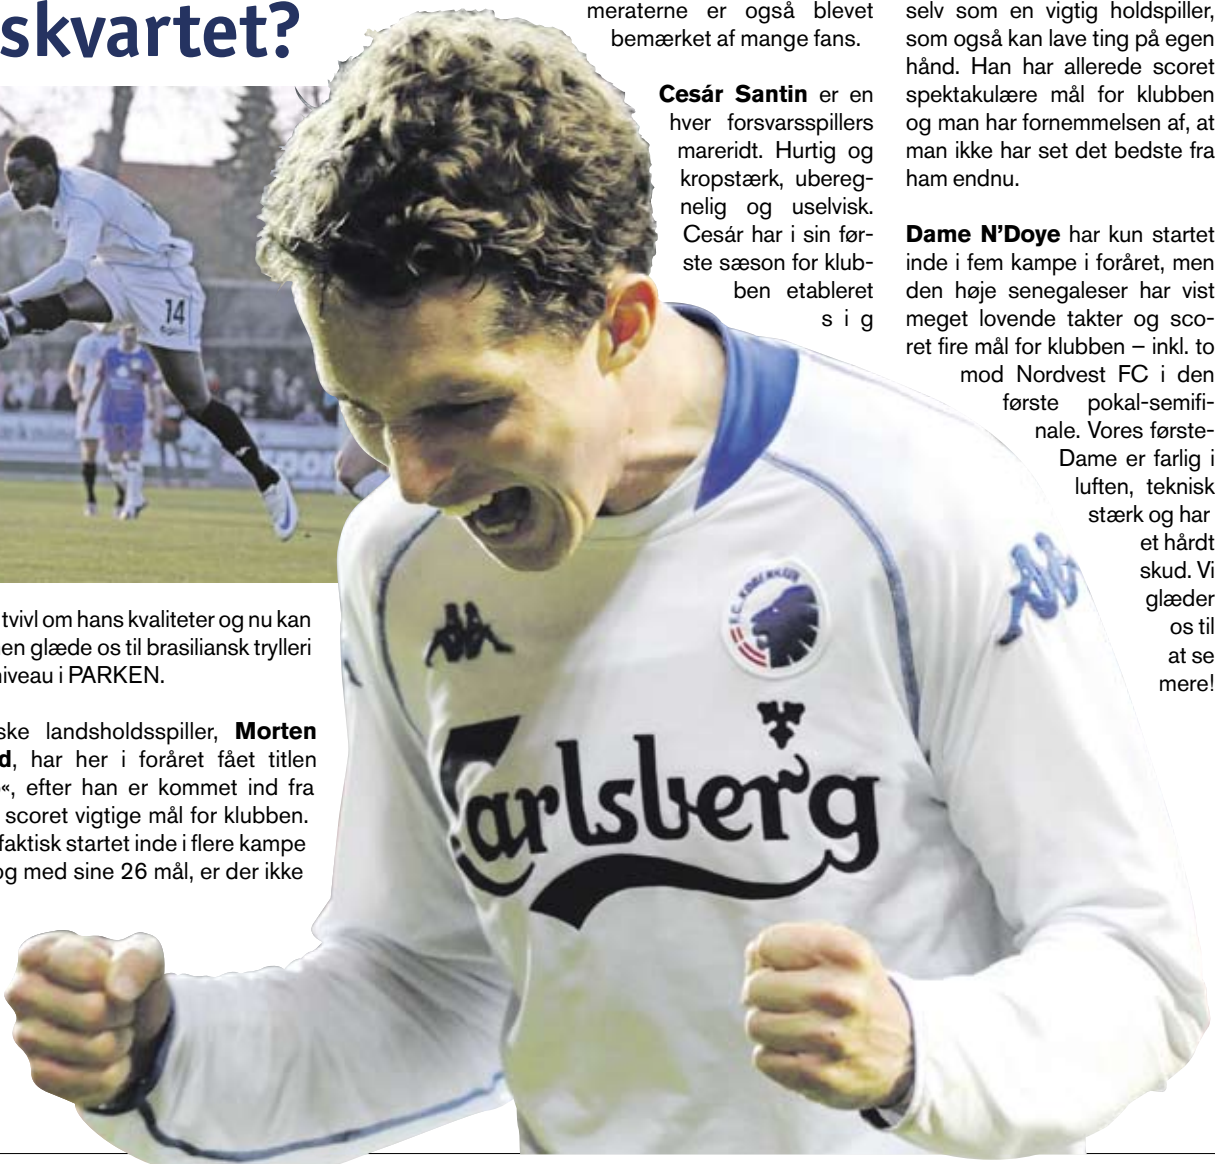 skvartet?
14
tvivl om hans kvaliteter og nu kan
glæde os til brasiliansk trylleri
i PARKEN.
landsholdsspiller, Morten
har her i foråret fået titlen
«, efter han er kommet ind fra
scoret vigtige mål for klubben.
faktisk startet inde i flere kampe
og med sine 26 mål, er der ikke
meraterne er også blevet
bemærket af mange fans.
Cesár Santin er en
hver forsvarsspillers
mareridt. Hurtig og
kropstærk, ubereg-
nelig og uselvisk.
Cesár har i sin før-
ste sæson for klub-
ben etableret
s i g
selv som en vigtig holdspiller,
som også kan lave ting på egen
hånd. Han har allerede scoret
spektakulære mål for klubben
og man har fornemmelsen af, at
man ikke har set det bedste fra
ham endnu.
Dame N’Doye har kun startet
inde i fem kampe i foråret, men
den høje senegaleser har vist
meget lovende takter og sco-
ret fire mål for klubben – inkl. to
mod Nordvest FC i den
første pokal-semifi-
nale. Vores første-
Dame er farlig i
luften, teknisk
stærk og har
et hårdt
skud. Vi
glæder
os til
at se
mere!
F.C. KØBENHAVN
Carlsberg